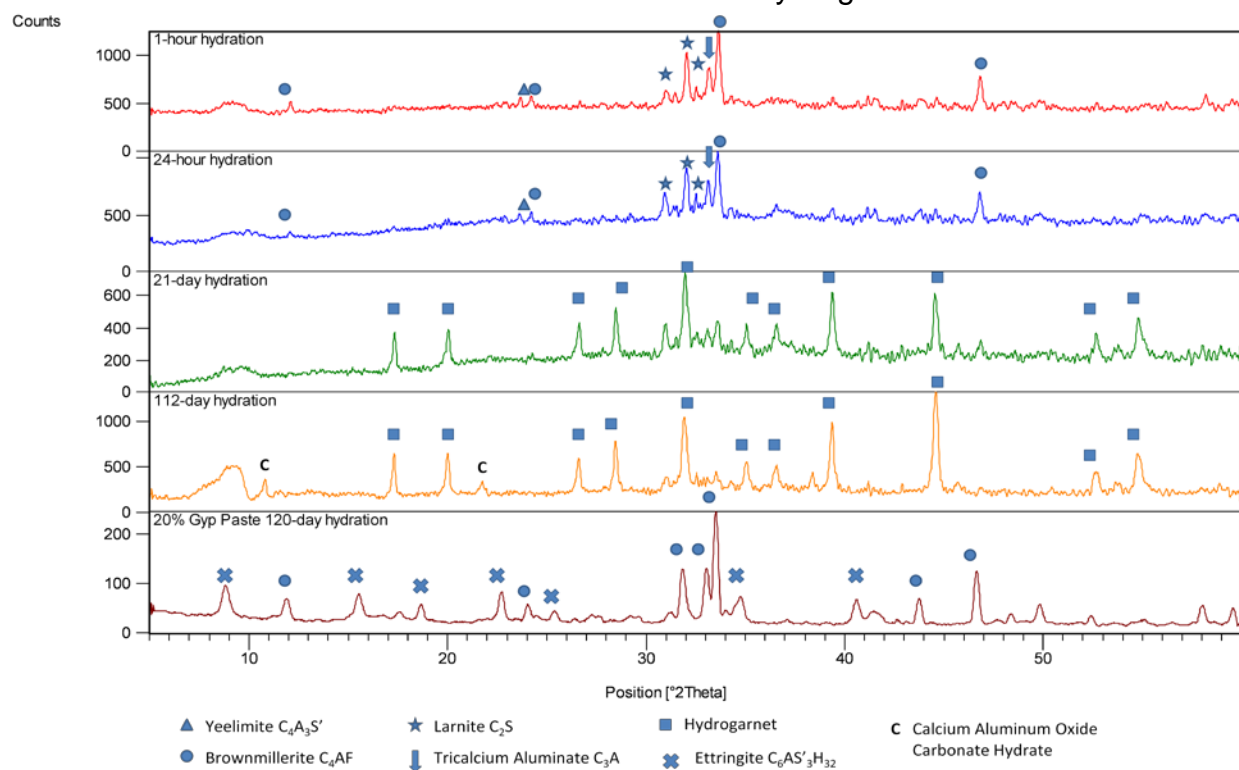 Counts
1-hour hydration
1000
500
0
24-hour hydration
500
0
21-day hydration
600
400
200
0
112-day hydration
1000
500
0
C
C
20% Gyp Paste 120-day hydration
200
100
0
10 20 30 40 50
Position [°2Theta]
Yeelimite C₄A₃S′ Larnite C₂S Hydrogarnet C Calcium Aluminum Oxide
Carbonate Hydrate
Brownmillerite C₄AF Tricalcium Aluminate C₃A Ettringite C₆AS′₃H₃₂